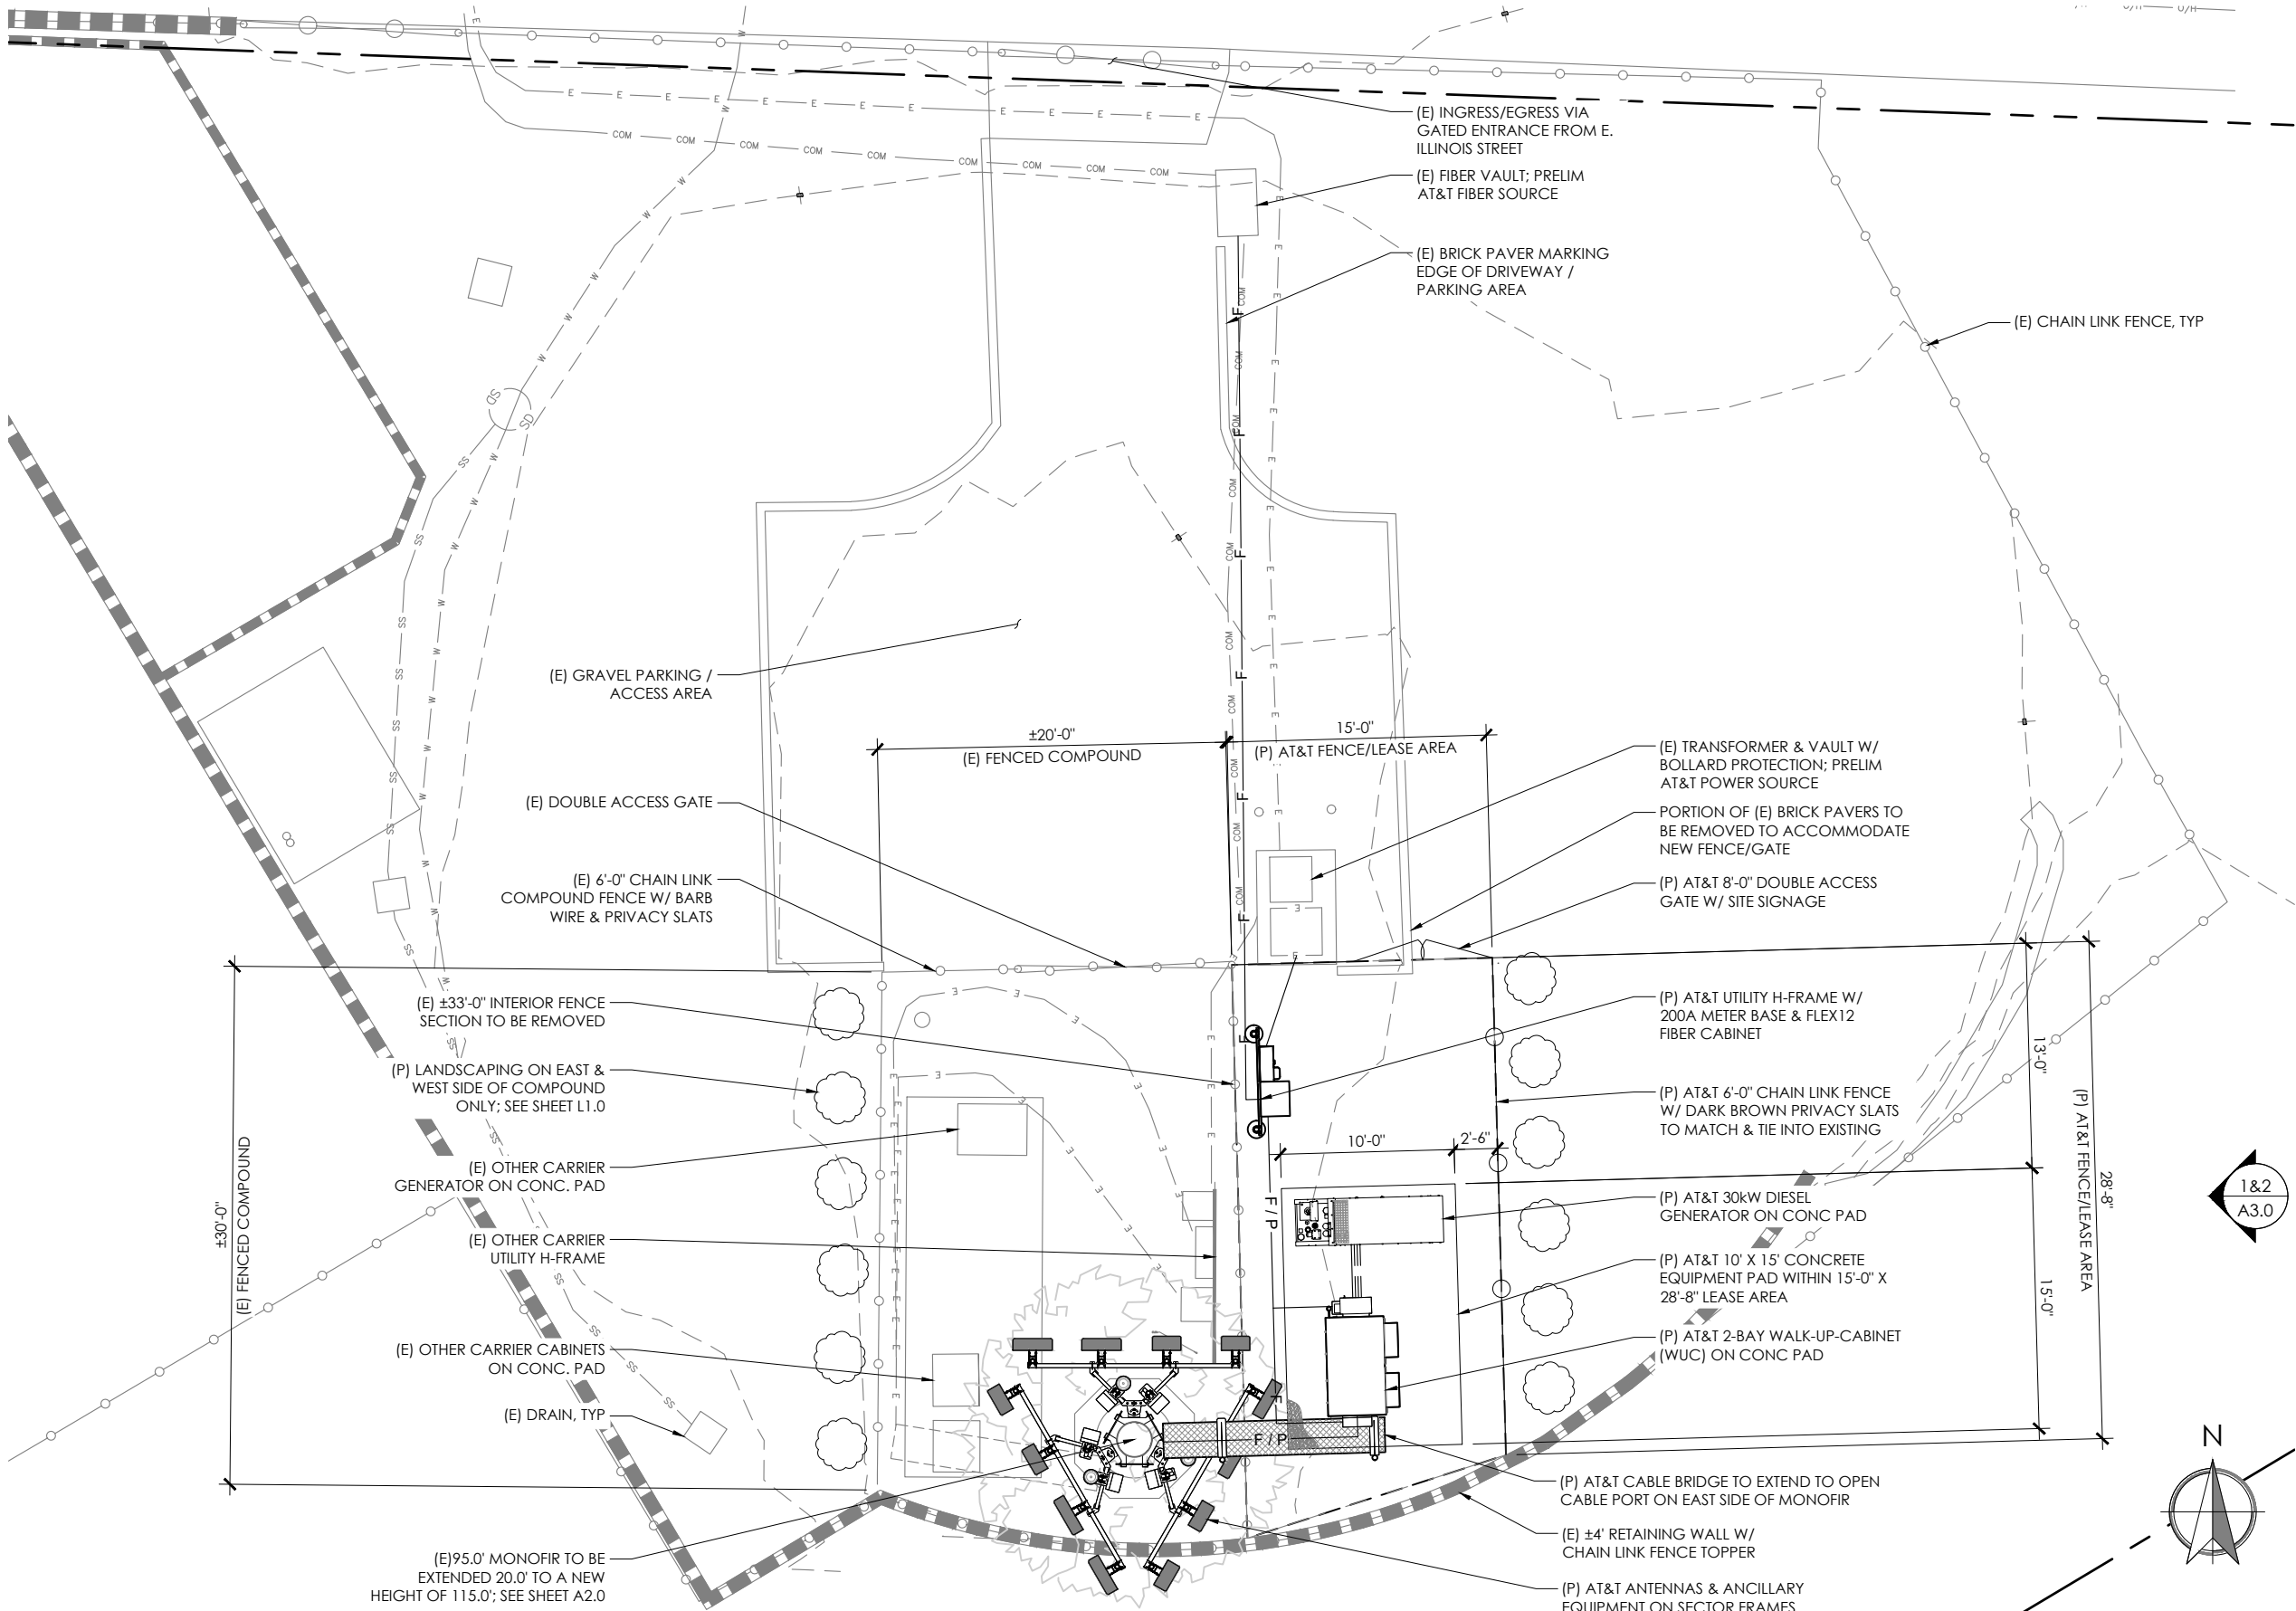 (E) INGRESS/EGRESS VIA
GATED ENTRANCE FROM E.
ILLINOIS STREET
(E) FIBER VAULT; PRELIM
AT&T FIBER SOURCE
(E) BRICK PAVER MARKING
EDGE OF DRIVEWAY /
PARKING AREA
(E) CHAIN LINK FENCE, TYP
(E) GRAVEL PARKING /
ACCESS AREA
±20'-0"
(E) FENCED COMPOUND
15'-0"
(P) AT&T FENCE/LEASE AREA
(E) TRANSFORMER & VAULT W/
BOLLARD PROTECTION; PRELIM
AT&T POWER SOURCE
(E) DOUBLE ACCESS GATE
PORTION OF (E) BRICK PAVERS TO
BE REMOVED TO ACCOMMODATE
NEW FENCE/GATE
(E) 6'-0" CHAIN LINK
COMPOUND FENCE W/ BARB
WIRE & PRIVACY SLATS
(P) AT&T 8'-0" DOUBLE ACCESS
GATE W/ SITE SIGNAGE
(E) ±33'-0" INTERIOR FENCE
SECTION TO BE REMOVED
(P) AT&T UTILITY H-FRAME W/
200A METER BASE & FLEX12
FIBER CABINET
(P) LANDSCAPING ON EAST &
WEST SIDE OF COMPOUND
ONLY; SEE SHEET L1.0
(P) AT&T 6'-0" CHAIN LINK FENCE
W/ DARK BROWN PRIVACY SLATS
TO MATCH & TIE INTO EXISTING
13'-0"
(P) AT&T FENCE/LEASE AREA
28'-8"
15'-0"
10'-0"
2'-6"
±30'-0"
(E) FENCED COMPOUND
(E) OTHER CARRIER
GENERATOR ON CONC. PAD
(P) AT&T 30kW DIESEL
GENERATOR ON CONC PAD
1&2
A3.0
(E) OTHER CARRIER
UTILITY H-FRAME
F / P
(P) AT&T 10' X 15' CONCRETE
EQUIPMENT PAD WITHIN 15'-0" X
28'-8" LEASE AREA
(E) OTHER CARRIER CABINETS
ON CONC. PAD
(P) AT&T 2-BAY WALK-UP-CABINET
(WUC) ON CONC PAD
(E) DRAIN, TYP
F / P
N
(P) AT&T CABLE BRIDGE TO EXTEND TO OPEN
CABLE PORT ON EAST SIDE OF MONOFIR
(E) ±4' RETAINING WALL W/
CHAIN LINK FENCE TOPPER
(E)95.0' MONOFIR TO BE
EXTENDED 20.0' TO A NEW
HEIGHT OF 115.0'; SEE SHEET A2.0
(P) AT&T ANTENNAS & ANCILLARY
EQUIPMENT ON SECTOR FRAMES